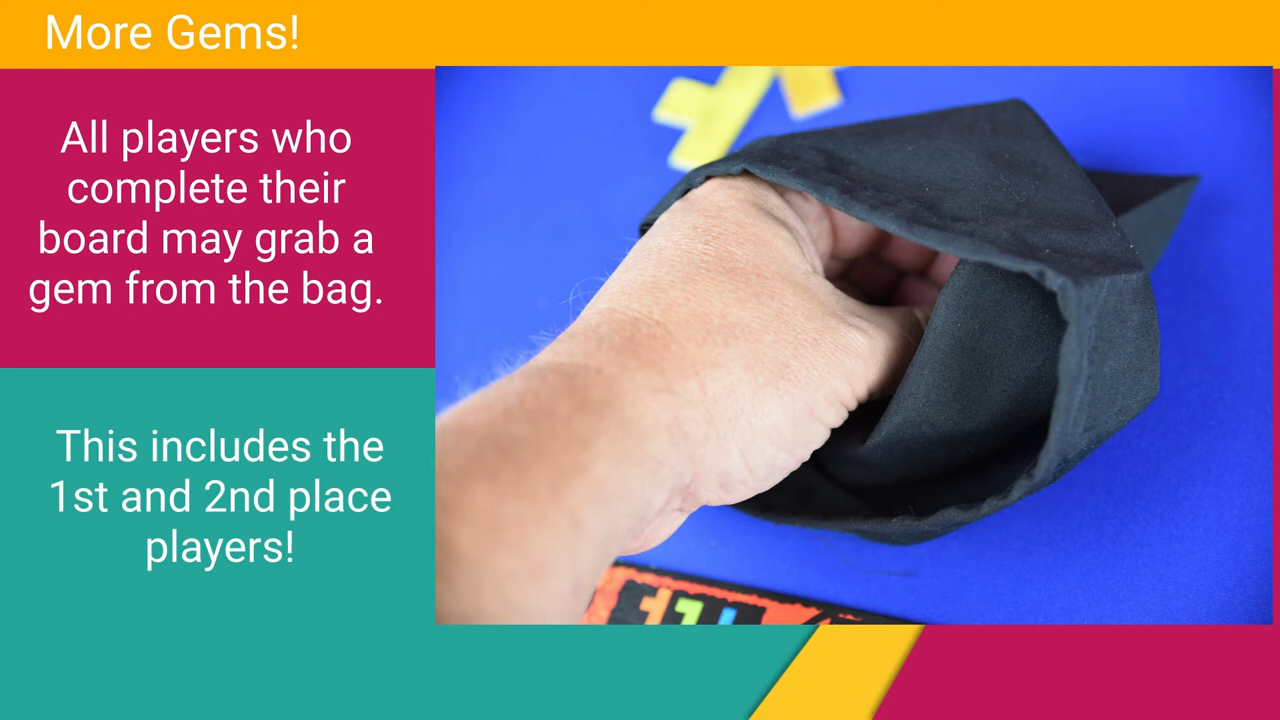 More Gems!
All players who
complete their
board may grab a
gem from the bag.
This includes the
1st and 2nd place
players!